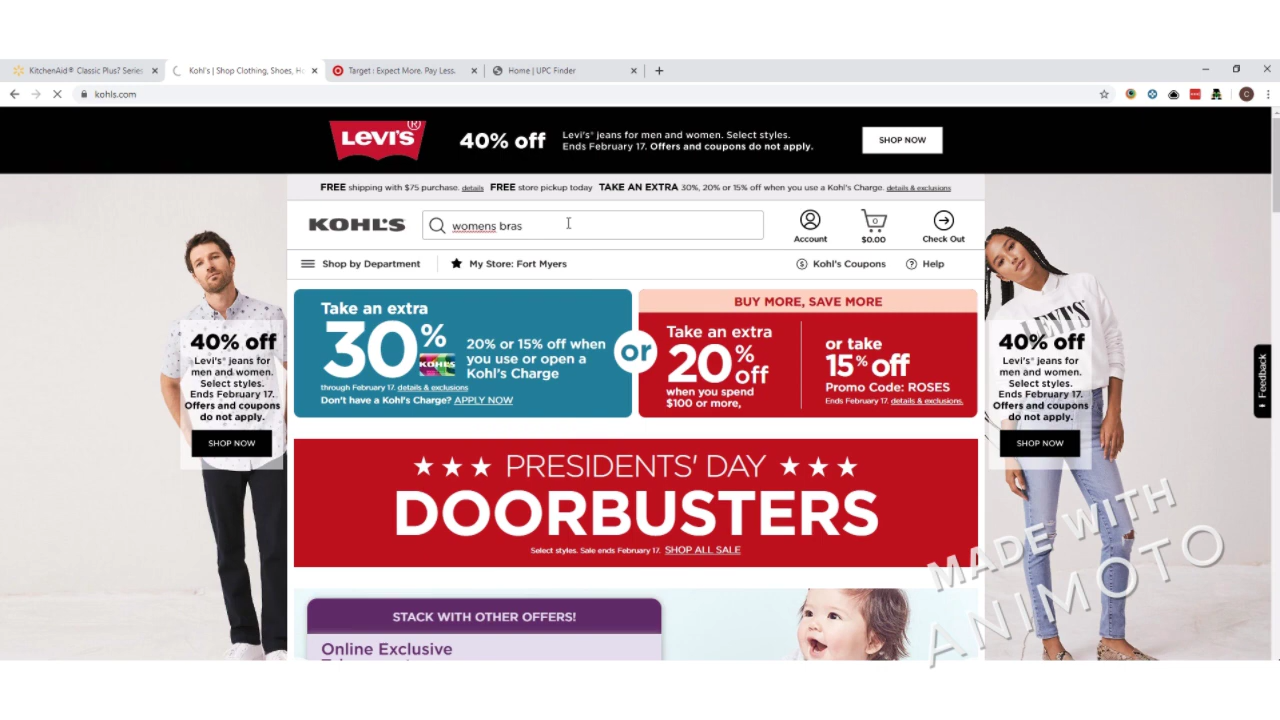 KitchenAid® Classic Plus? Series
Kohl's | Shop Clothing, Shoes, Ho
Target : Expect More. Pay Less.
Home | UPC Finder
kohls.com
LEVI'S®
40% off
Levi's® jeans for men and women. Select styles.
Ends February 17. Offers and coupons do not apply.
SHOP NOW
FREE shipping with $75 purchase. details FREE store pickup today TAKE AN EXTRA 30%, 20% or 15% off when you use a Kohl's Charge. details & exclusions
KOHL'S
womens bras
Account
0
$0.00
Check Out
Shop by Department
My Store: Fort Myers
Kohl's Coupons
Help
Take an extra
30%
KOHL'S
20% or 15% off when
you use or open a
Kohl's Charge
through February 17. details & exclusions
Don't have a Kohl's Charge? APPLY NOW
or
BUY MORE, SAVE MORE
Take an extra
20% off
when you spend
$100 or more,
or take
15% off
Promo Code: ROSES
Ends February 17. details & exclusions.
40% off
Levi's® jeans for
men and women.
Select styles.
Ends February 17.
Offers and coupons
do not apply.
SHOP NOW
LEVI'S
40% off
Levi's® jeans for
men and women.
Select styles.
Ends February 17.
Offers and coupons
do not apply.
SHOP NOW
Feedback
PRESIDENTS' DAY
DOORBUSTERS
Select styles. Sale ends February 17. SHOP ALL SALE
STACK WITH OTHER OFFERS!
Online Exclusive
MADE WITH
ANIMOTO